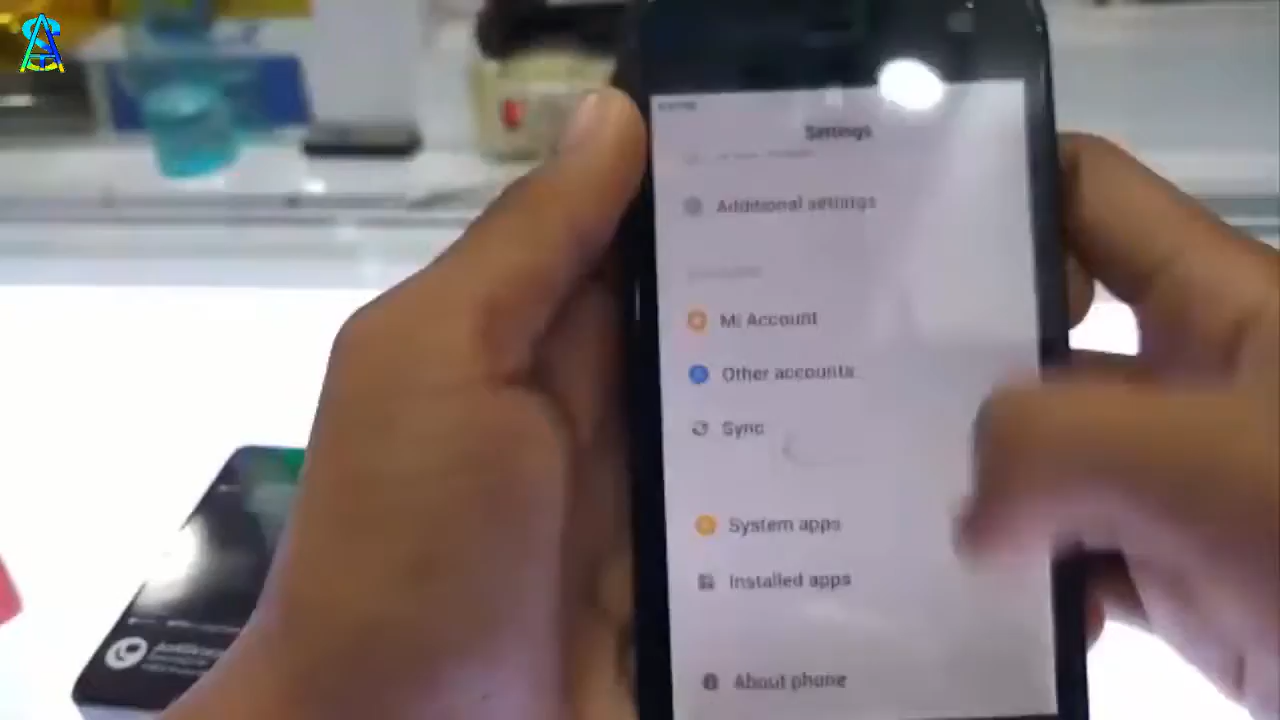 Settings
Additional settings
Mi Account
Other accounts
Sync
System apps
Installed apps
About phone